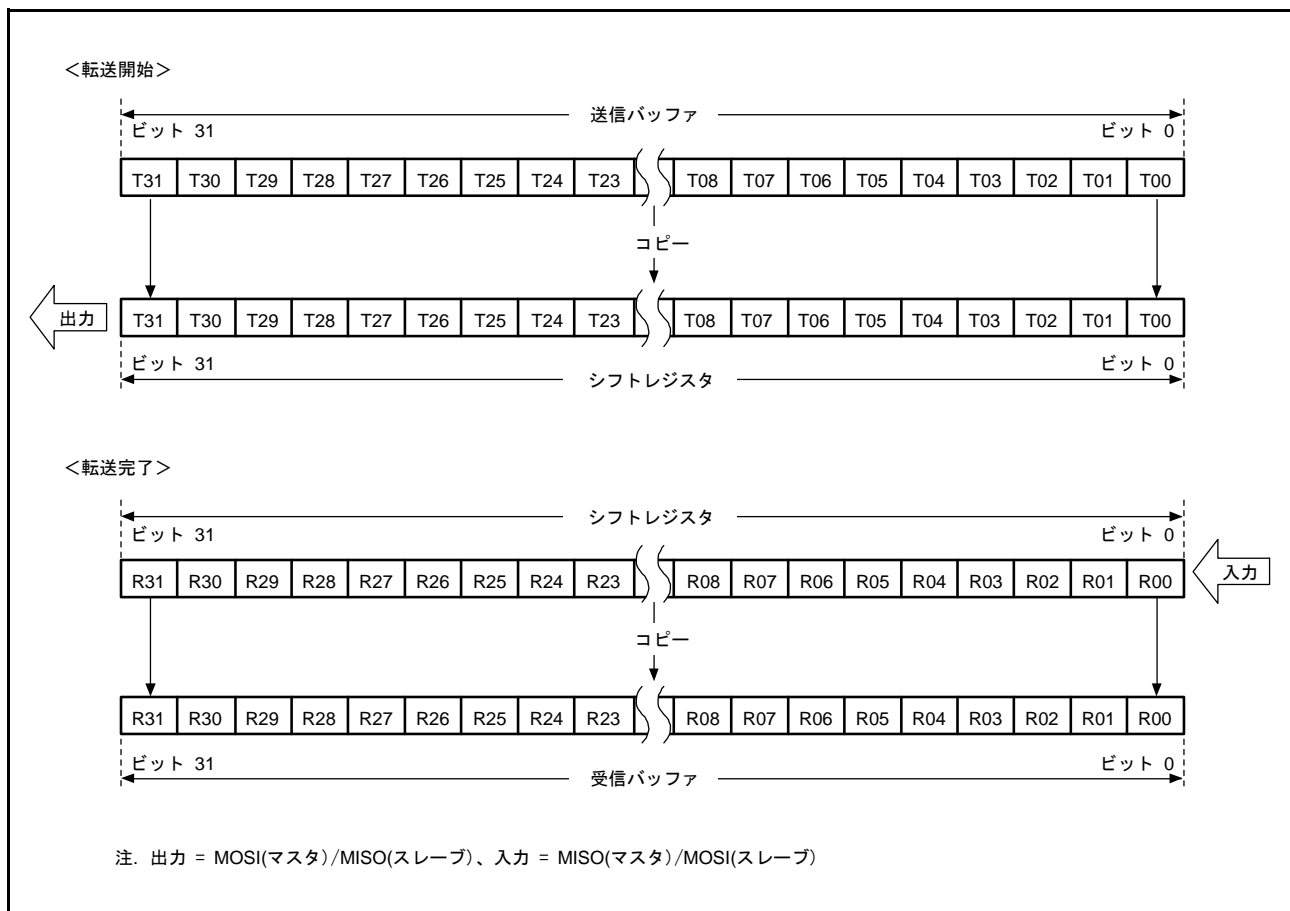 <転送開始>
送信バッファ
ビット 31 ビット 0
T31 T30 T29 T28 T27 T26 T25 T24 T23 T08 T07 T06 T05 T04 T03 T02 T01 T00
コピー
出力 T31 T30 T29 T28 T27 T26 T25 T24 T23 T08 T07 T06 T05 T04 T03 T02 T01 T00
ビット 31 ビット 0
シフトレジスタ
<転送完了>
シフトレジスタ
ビット 31 ビット 0
R31 R30 R29 R28 R27 R26 R25 R24 R23 R08 R07 R06 R05 R04 R03 R02 R01 R00 入力
コピー
R31 R30 R29 R28 R27 R26 R25 R24 R23 R08 R07 R06 R05 R04 R03 R02 R01 R00
ビット 31 ビット 0
受信バッファ
注. 出力 = MOSI(マスタ)/MISO(スレーブ)、入力 = MISO(マスタ)/MOSI(スレーブ)